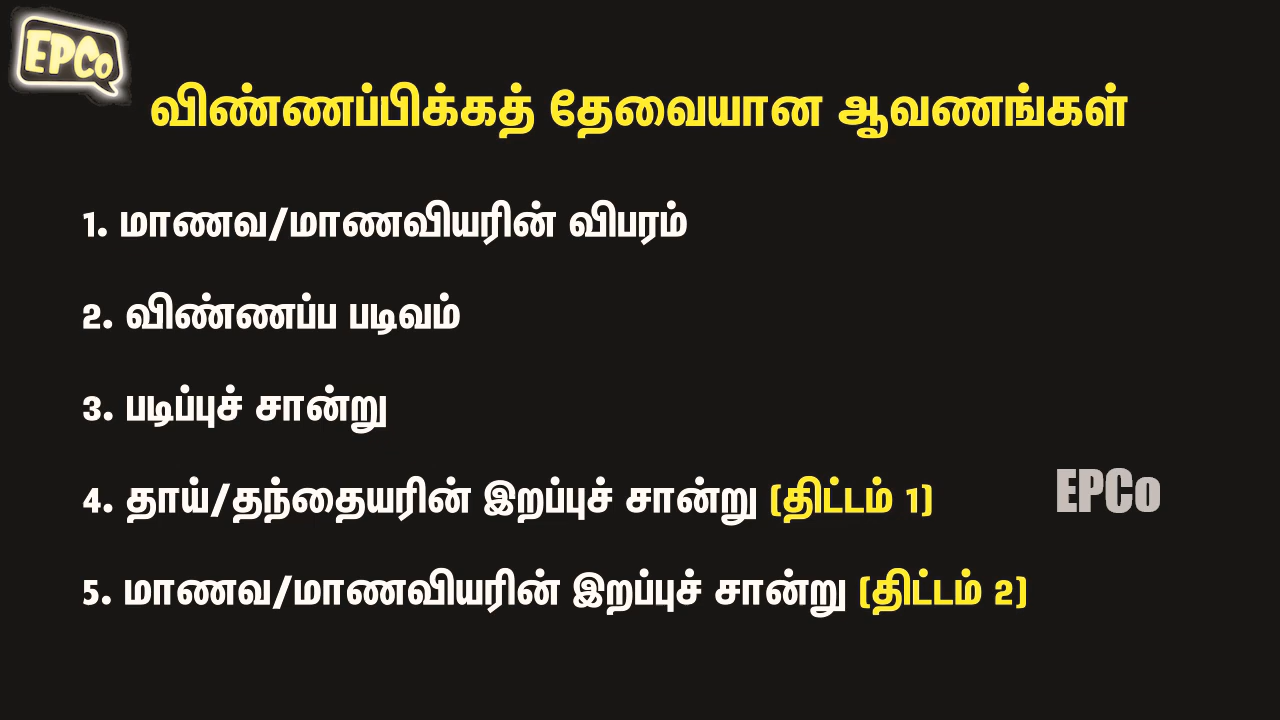 EPCo
விண்ணப்பிக்கத் தேவையான ஆவணங்கள்
1. மாணவ/மாணவியரின் விபரம்
2. விண்ணப்ப படிவம்
3. படிப்புச் சான்று
4. தாய்/தந்தையரின் இறப்புச் சான்று (திட்டம் 1)
EPCo
5. மாணவ/மாணவியரின் இறப்புச் சான்று (திட்டம் 2)